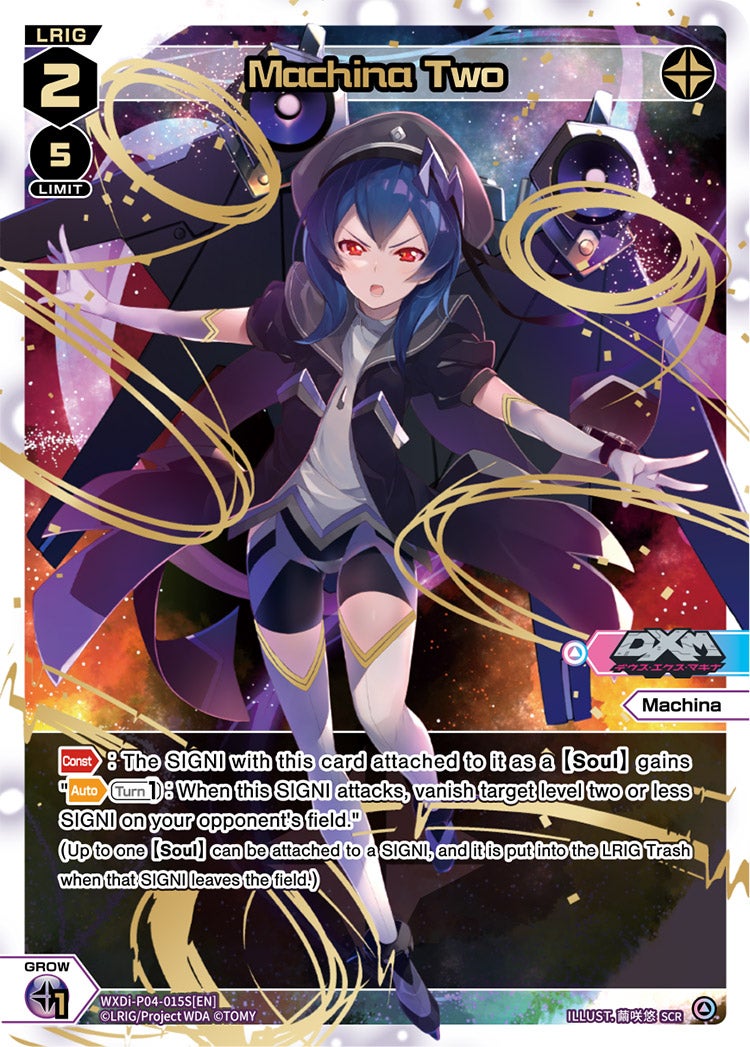 LRIG
2
Machina Two
5
LIMIT
DXM
デウス・エクス・マキナ
Machina
Const : The SIGNI with this card attached to it as a 【Soul】 gains
"Auto (Turn 1): When this SIGNI attacks, vanish target level two or less
SIGNI on your opponent's field."
(Up to one 【Soul】 can be attached to a SIGNI, and it is put into the LRIG Trash
when that SIGNI leaves the field.)
GROW
1
WXDi-P04-015S[EN]
©LRIG/Project WDA ©TOMY
ILLUST. 繭咲悠 SCR